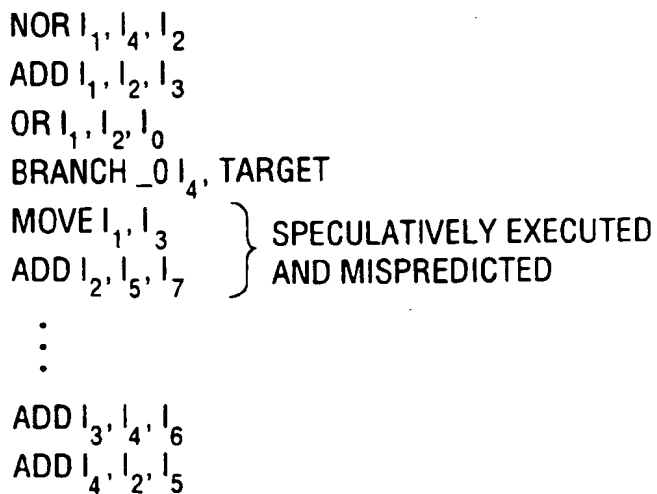 NOR I₁, I₄, I₂
ADD I₁, I₂, I₃
OR I₁, I₂, I₀
BRANCH _0 I₄, TARGET
MOVE I₁, I₃
ADD I₂, I₅, I₇
SPECULATIVELY EXECUTED
AND MISPREDICTED
ADD I₃, I₄, I₆
ADD I₄, I₂, I₅